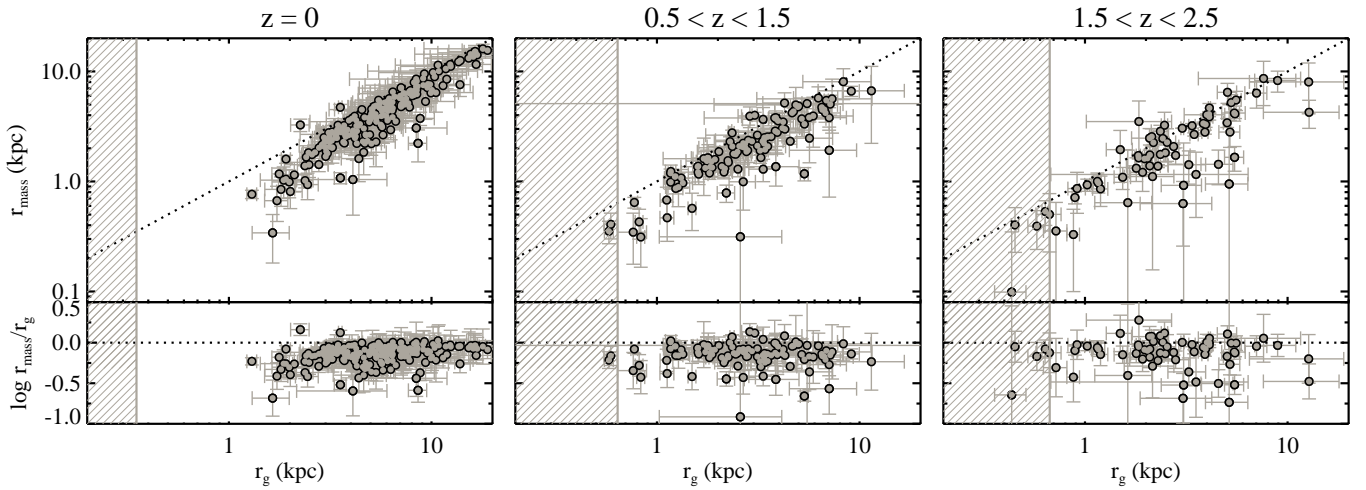 z = 0
0.5 < z < 1.5
1.5 < z < 2.5
r_mass (kpc)
10.0
1.0
0.1
log r_mass/r_g
0.5
0.0
-0.5
-1.0
1 10
1 10
1 10
r_g (kpc)
r_g (kpc)
r_g (kpc)